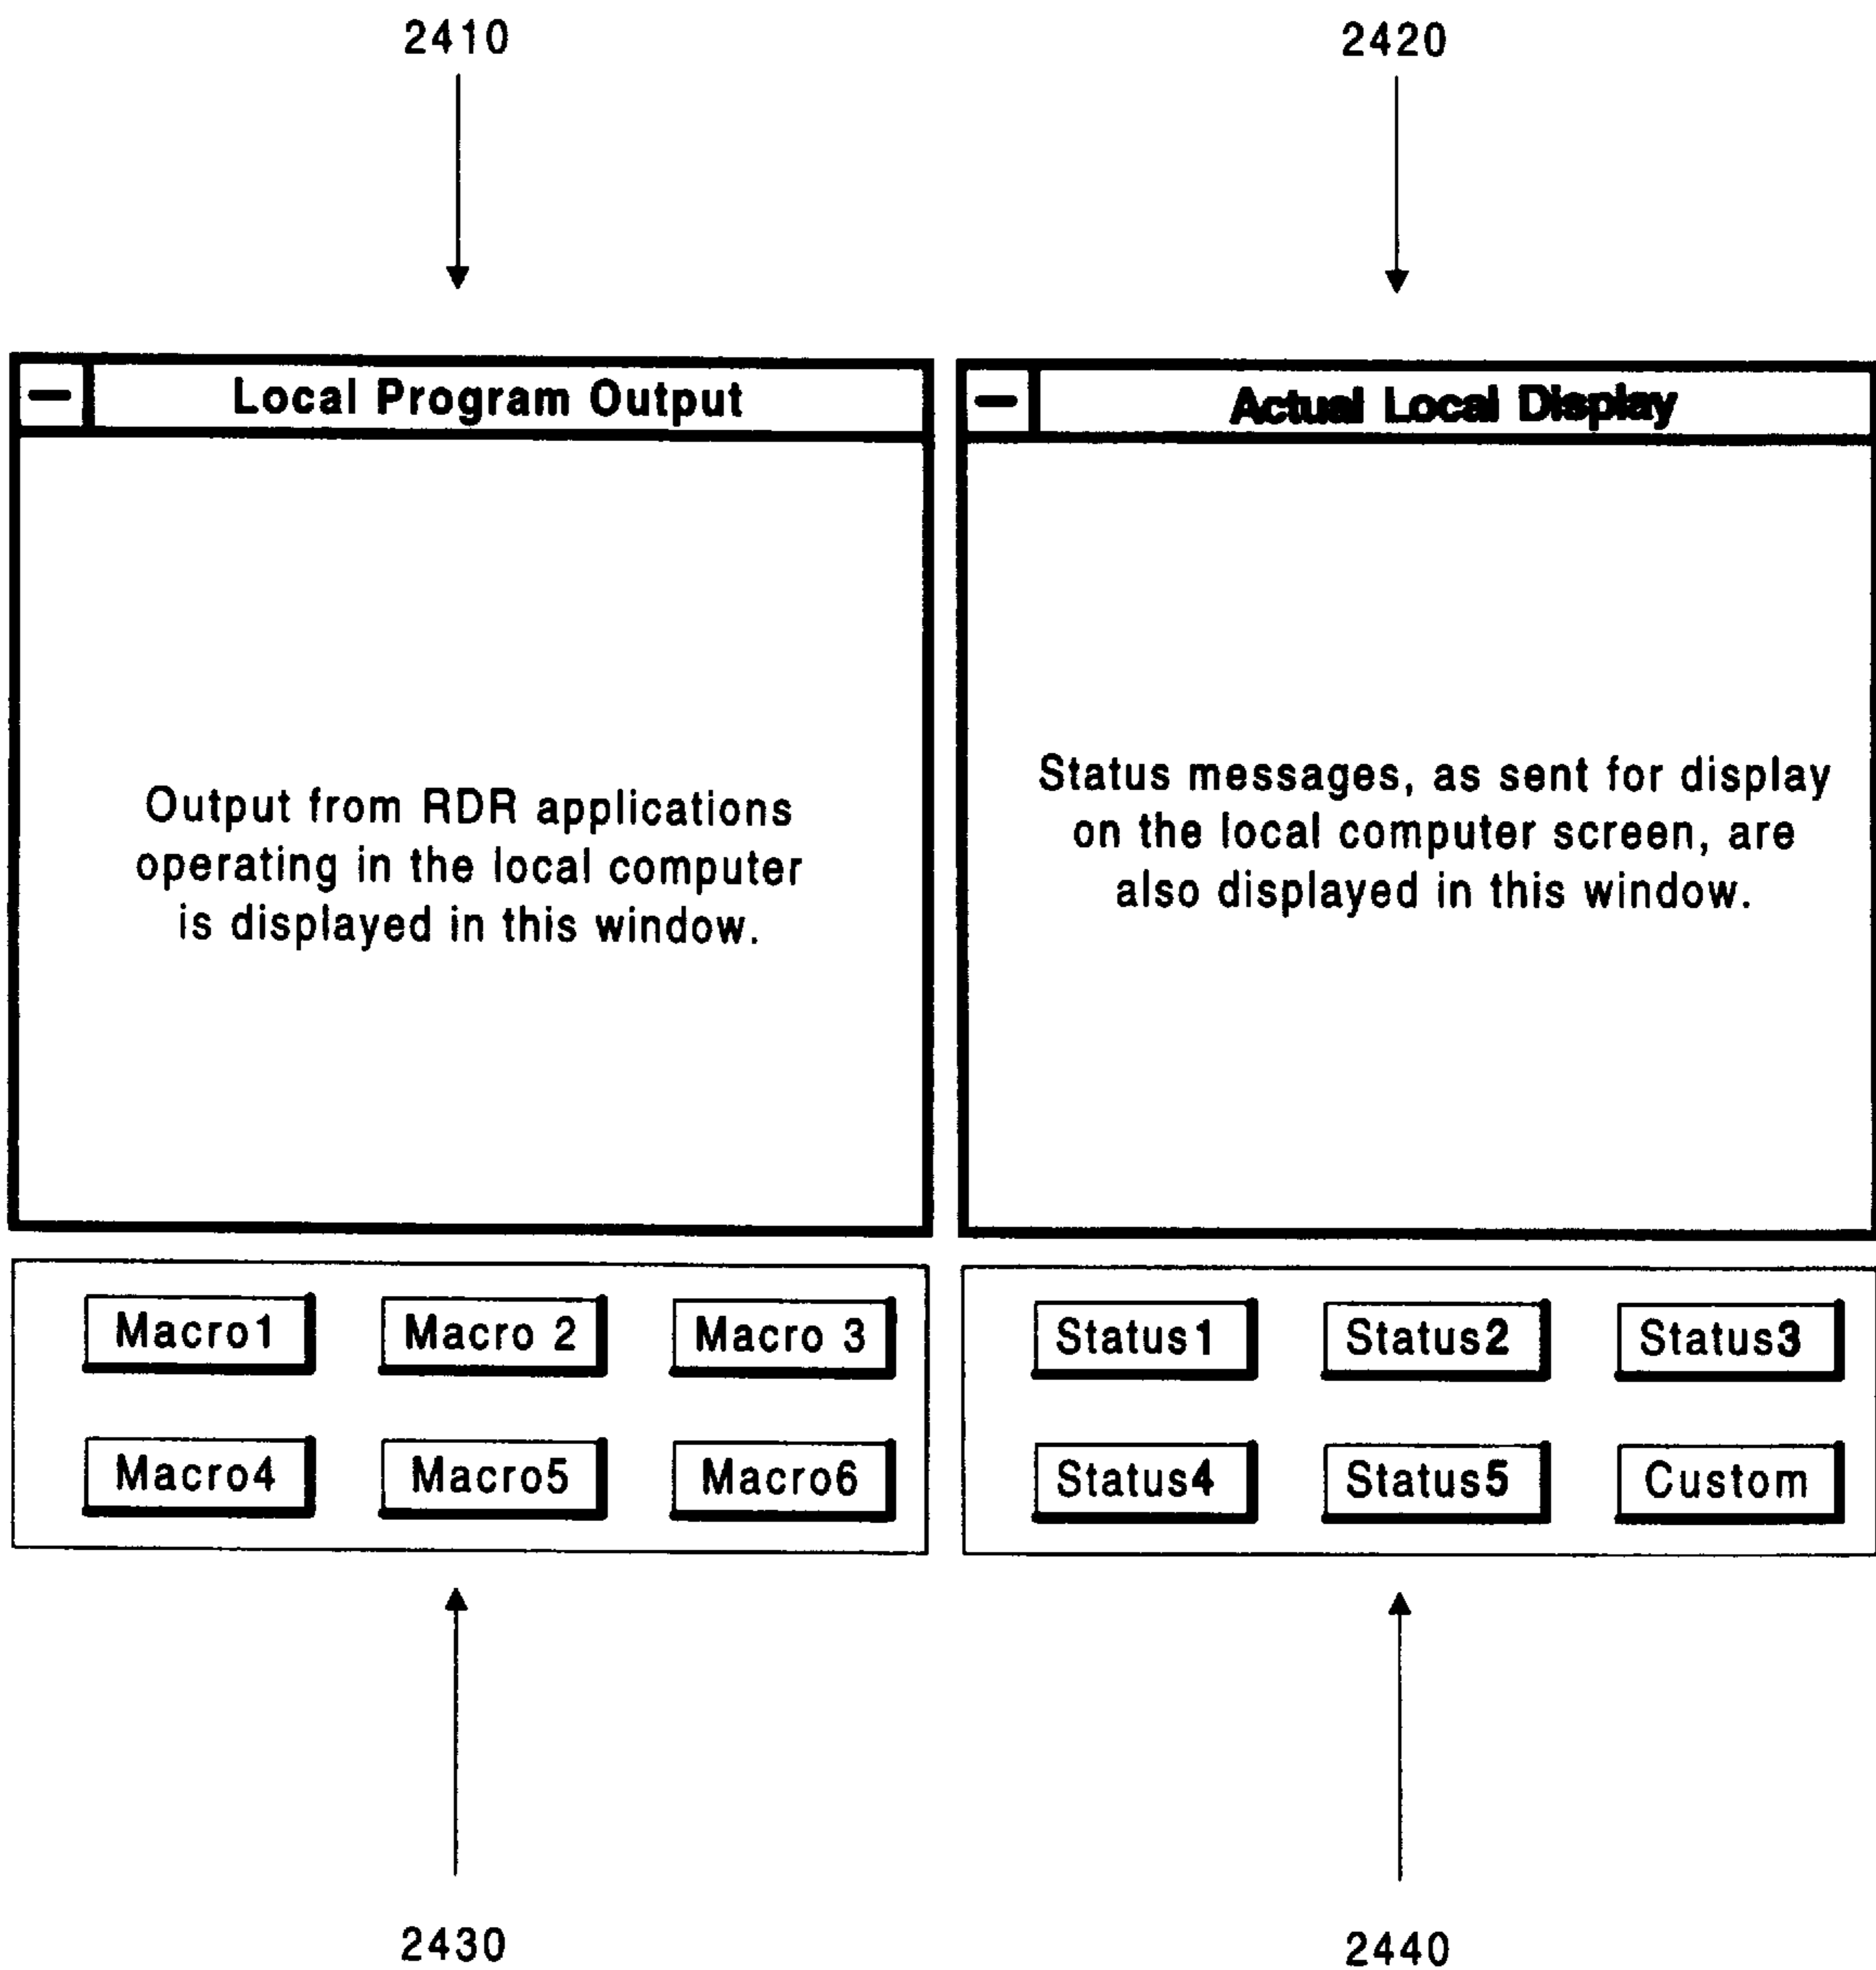 2410
2420
Local Program Output
Actual Local Display
Output from RDR applications
operating in the local computer
is displayed in this window.
Status messages, as sent for display
on the local computer screen, are
also displayed in this window.
Macro1
Macro 2
Macro 3
Macro4
Macro5
Macro6
Status1
Status2
Status3
Status4
Status5
Custom
2430
2440